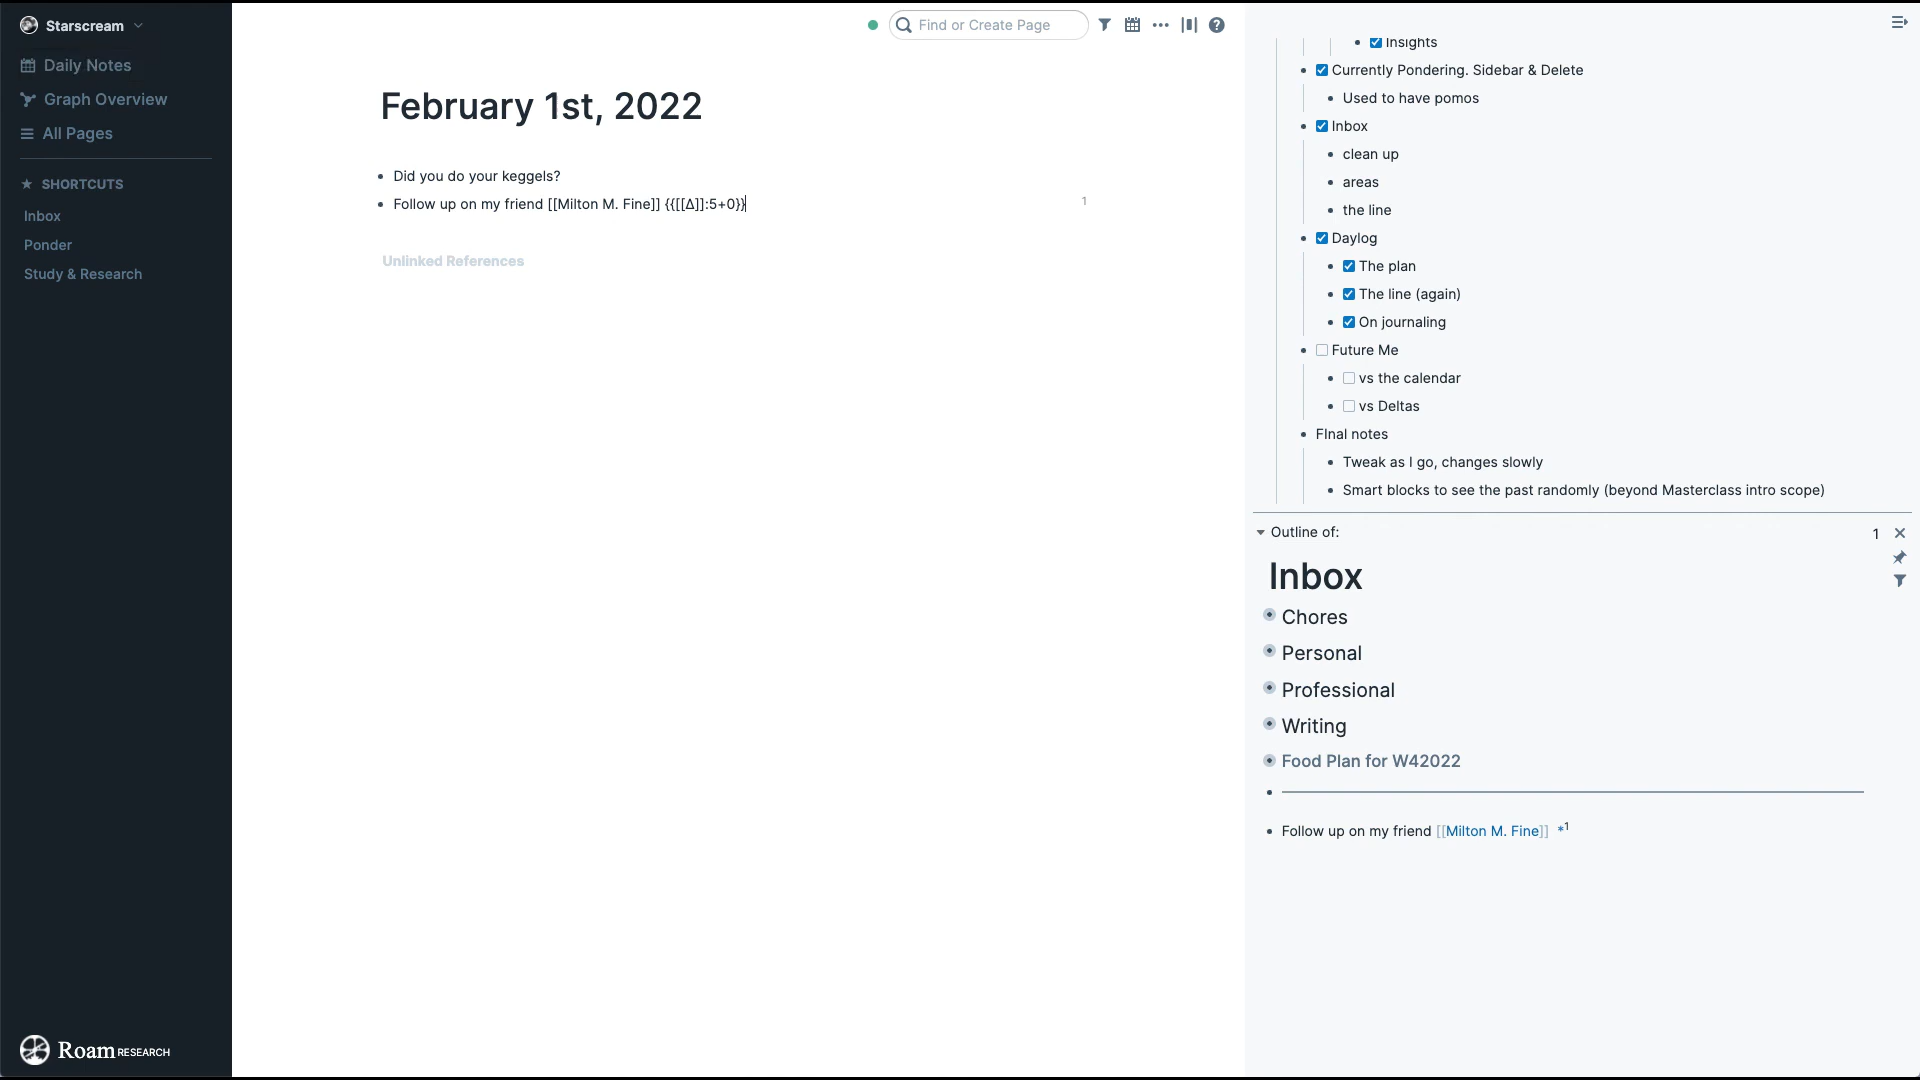 Starscream
Daily Notes
Graph Overview
All Pages
SHORTCUTS
Inbox
Ponder
Study & Research
Roam RESEARCH
Find or Create Page
February 1st, 2022
Did you do your keggels?
Follow up on my friend [[Milton M. Fine]] {{[[Δ]]:5+0}}
1
Unlinked References
Insights
Currently Pondering. Sidebar & Delete
Used to have pomos
Inbox
clean up
areas
the line
Daylog
The plan
The line (again)
On journaling
Future Me
vs the calendar
vs Deltas
FInal notes
Tweak as I go, changes slowly
Smart blocks to see the past randomly (beyond Masterclass intro scope)
Outline of:
1
Inbox
Chores
Personal
Professional
Writing
Food Plan for W42022
Follow up on my friend [[Milton M. Fine]] *1